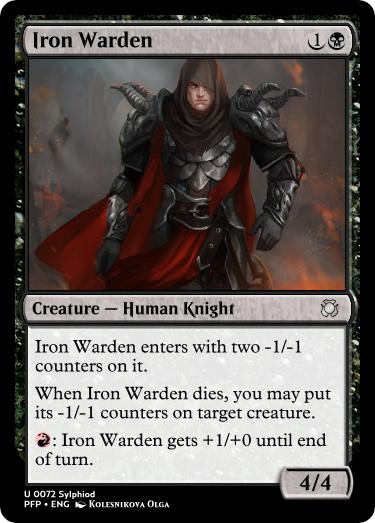 Iron Warden 1
Creature — Human Knight
Iron Warden enters with two -1/-1
counters on it.
When Iron Warden dies, you may put
its -1/-1 counters on target creature.
: Iron Warden gets +1/+0 until end
of turn.
4/4
U 0072 Sylphiod
PFP • ENG Kolesnikova Olga